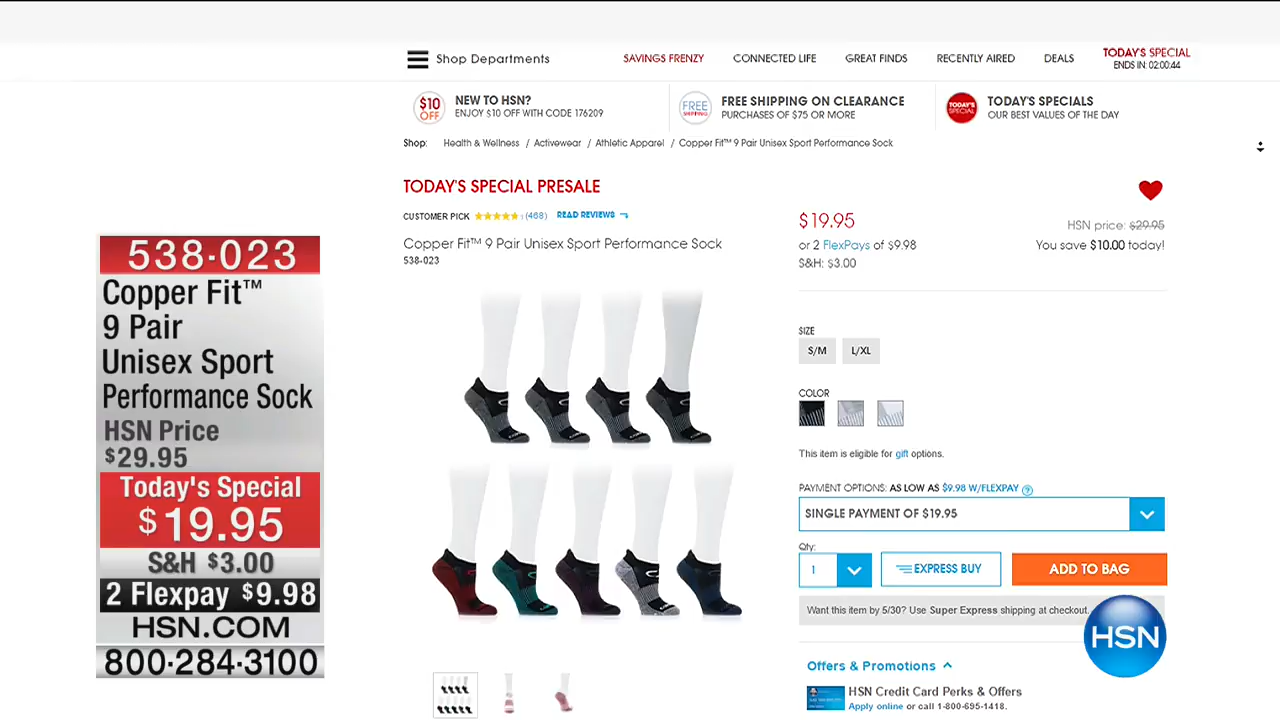 Shop Departments
SAVINGS FRENZY
CONNECTED LIFE
GREAT FINDS
RECENTLY AIRED
DEALS
TODAY'S SPECIAL
ENDS IN: 02:00:44
$10 OFF
NEW TO HSN?
ENJOY $10 OFF WITH CODE 176209
FREE SHIPPING
FREE SHIPPING ON CLEARANCE
PURCHASES OF $75 OR MORE
TODAY'S SPECIAL
TODAY'S SPECIALS
OUR BEST VALUES OF THE DAY
Shop: Health & Wellness / Activewear / Athletic Apparel / Copper Fit™ 9 Pair Unisex Sport Performance Sock
TODAY'S SPECIAL PRESALE
CUSTOMER PICK (468) READ REVIEWS
Copper Fit™ 9 Pair Unisex Sport Performance Sock
538-023
$19.95
HSN price: $29.95
or 2 FlexPays of $9.98
You save $10.00 today!
S&H: $3.00
SIZE
S/M L/XL
COLOR
This item is eligible for gift options.
PAYMENT OPTIONS: AS LOW AS $9.98 W/FLEXPAY ?
SINGLE PAYMENT OF $19.95
Qty:
1
EXPRESS BUY
ADD TO BAG
Want this item by 5/30? Use Super Express shipping at checkout.
HSN
Offers & Promotions
HSN Credit Card Perks & Offers
Apply online or call 1-800-695-1418.
538-023
Copper Fit™
9 Pair
Unisex Sport
Performance Sock
HSN Price
$29.95
Today's Special
$19.95
S&H $3.00
2 Flexpay $9.98
HSN.COM
800-284-3100